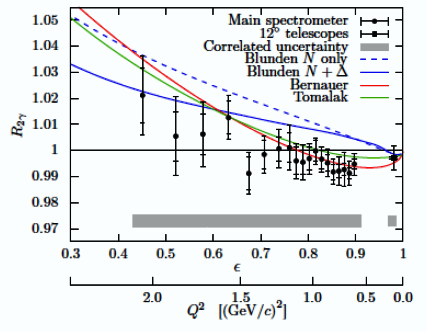 1.05
1.04
1.03
1.02
1.01
1
0.99
0.98
0.97
R₂γ
Main spectrometer
12° telescopes
Correlated uncertainty
Blunden N only
Blunden N + Δ
Bernauer
Tomalak
0.3 0.4 0.5 0.6 0.7 0.8 0.9 1
ϵ
2.0 1.5 1.0 0.5 0.0
Q² [(GeV/c)²]